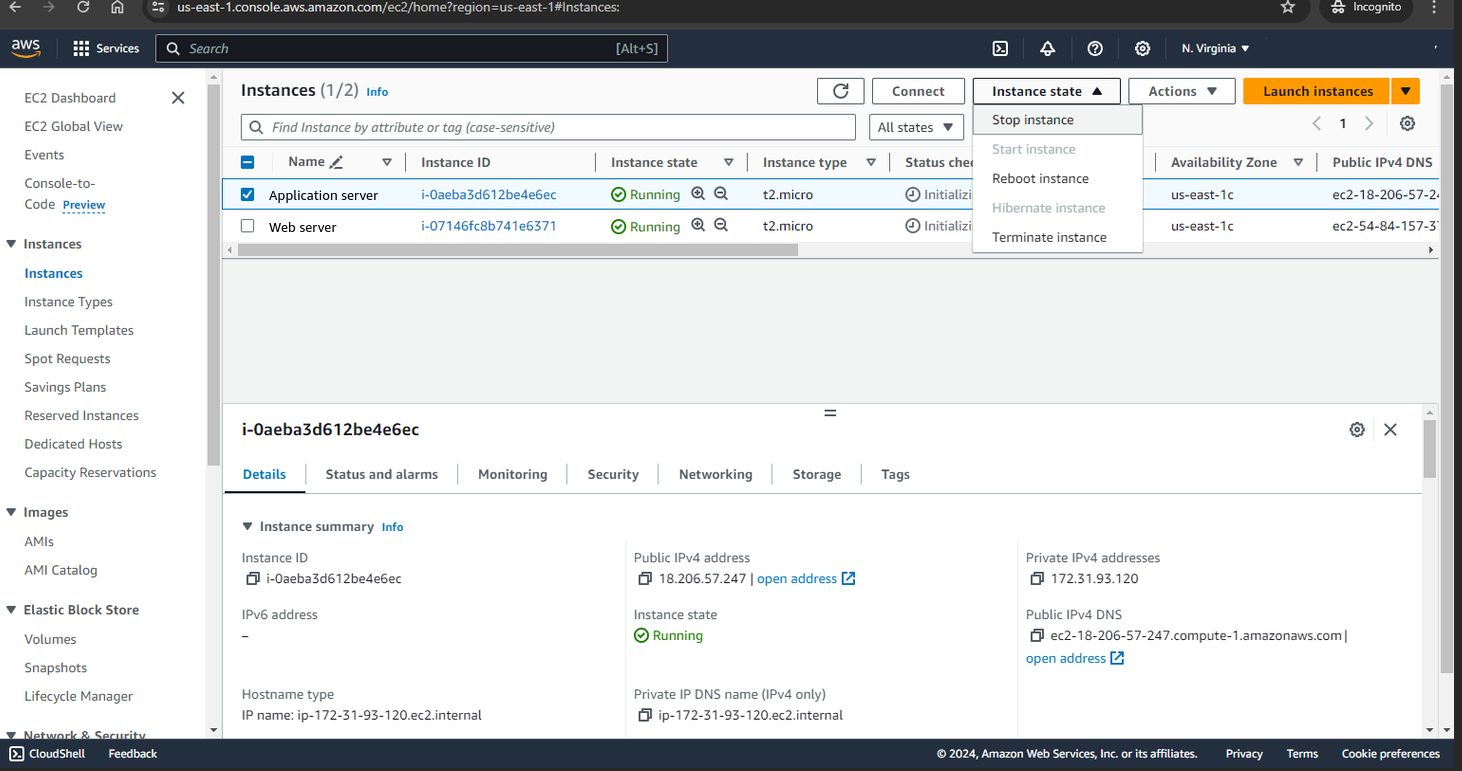 us-east-1.console.aws.amazon.com/ec2/home?region=us-east-1#Instances:
Incognito
aws
Services
Search
[Alt+S]
N. Virginia
EC2 Dashboard
EC2 Global View
Events
Console-to-
Code Preview
Instances
Instances
Instance Types
Launch Templates
Spot Requests
Savings Plans
Reserved Instances
Dedicated Hosts
Capacity Reservations
Images
AMIs
AMI Catalog
Elastic Block Store
Volumes
Snapshots
Lifecycle Manager
Network & Security
Instances (1/2) Info
Connect
Instance state
Actions
Launch instances
Find Instance by attribute or tag (case-sensitive)
All states
1
Stop instance
Start instance
Reboot instance
Hibernate instance
Terminate instance
Name Instance ID Instance state Instance type Status chec Availability Zone Public IPv4 DNS
Application server i-0aeba3d612be4e6ec Running t2.micro Initializi us-east-1c ec2-18-206-57-24
Web server i-07146fc8b741e6371 Running t2.micro Initializi us-east-1c ec2-54-84-157-37
i-0aeba3d612be4e6ec
Details Status and alarms Monitoring Security Networking Storage Tags
Instance summary Info
Instance ID
i-0aeba3d612be4e6ec
Public IPv4 address
18.206.57.247 | open address
Private IPv4 addresses
172.31.93.120
IPv6 address
–
Instance state
Running
Public IPv4 DNS
ec2-18-206-57-247.compute-1.amazonaws.com |
open address
Hostname type
IP name: ip-172-31-93-120.ec2.internal
Private IP DNS name (IPv4 only)
ip-172-31-93-120.ec2.internal
CloudShell Feedback © 2024, Amazon Web Services, Inc. or its affiliates. Privacy Terms Cookie preferences